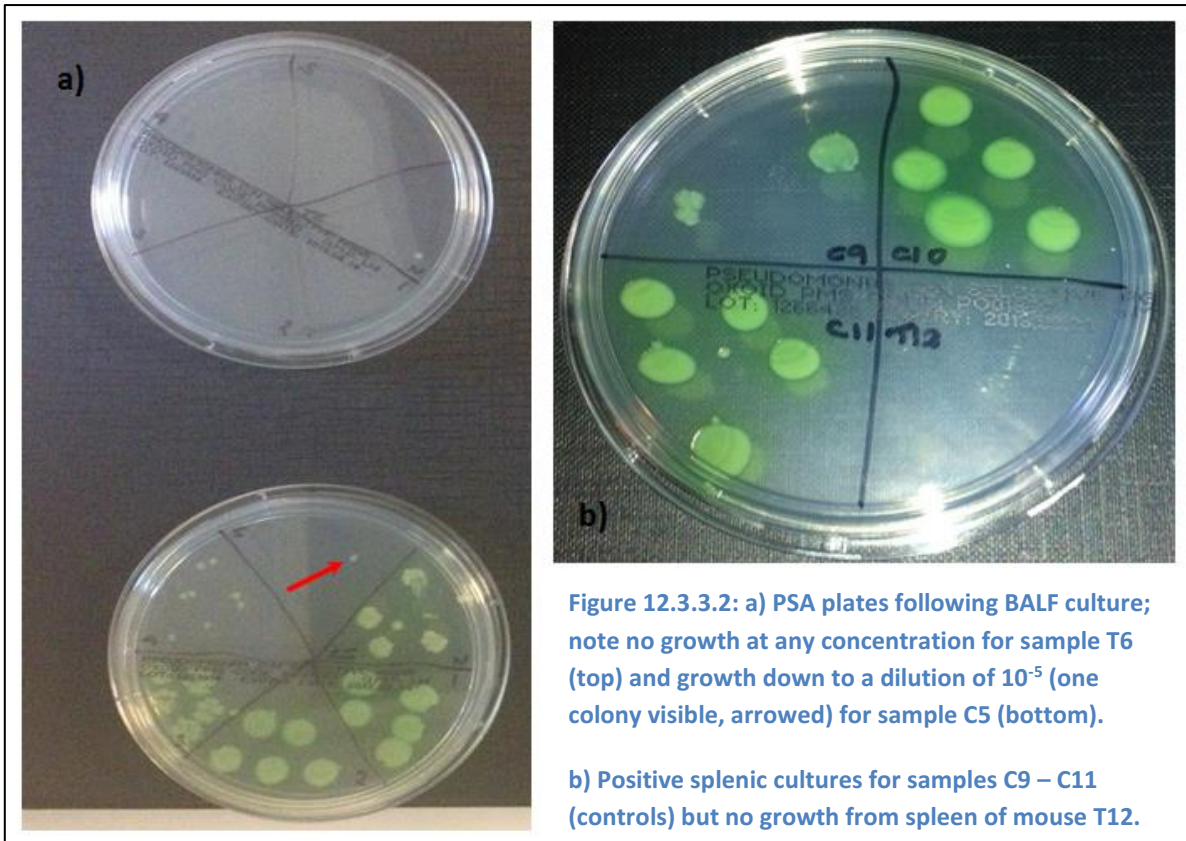 a)
b)
C9 C10
PSEUDOMON
OXOID PM5
LOT: 
C11 T12
Figure 12.3.3.2: a) PSA plates following BALF culture;
note no growth at any concentration for sample T6
(top) and growth down to a dilution of 10⁻⁵ (one
colony visible, arrowed) for sample C5 (bottom).
b) Positive splenic cultures for samples C9 – C11
(controls) but no growth from spleen of mouse T12.